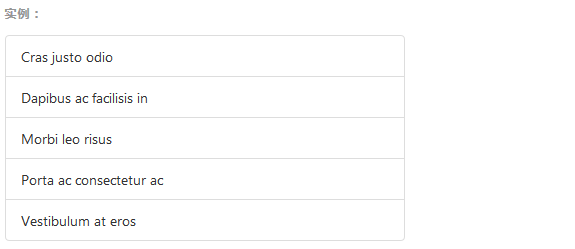 实例：
Cras justo odio
Dapibus ac facilisis in
Morbi leo risus
Porta ac consectetur ac
Vestibulum at eros